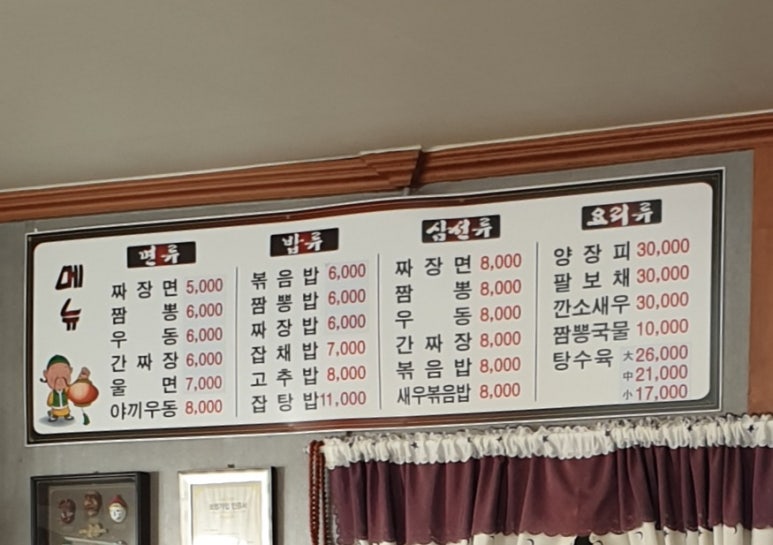 메뉴
면류
짜장면 5,000
짬뽕 6,000
우동 6,000
간짜장 6,000
울면 7,000
야끼우동 8,000
밥류
볶음밥 6,000
짬뽕밥 6,000
짜장밥 6,000
잡채밥 7,000
고추밥 8,000
잡탕밥 11,000
삼선류
짜장면 8,000
짬뽕 8,000
우동 8,000
간짜장 8,000
볶음밥 8,000
새우볶음밥 8,000
요리류
양장피 30,000
팔보채 30,000
깐소새우 30,000
짬뽕국물 10,000
탕수육 大 26,000
中 21,000
小 17,000